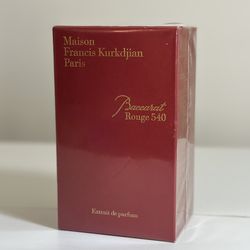 Maison
Francis Kurkdjian
Paris
Baccarat
Rouge 540
Extrait de parfum